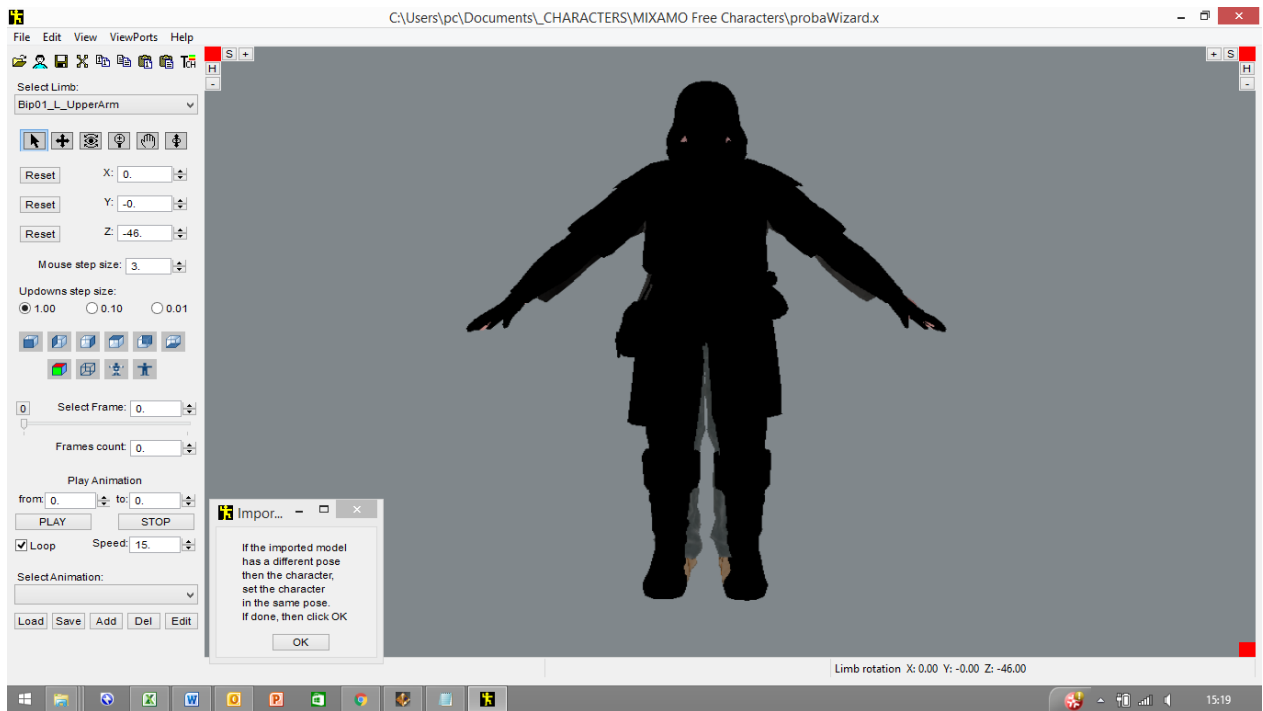 C:\Users\pc\Documents\_CHARACTERS\MIXAMO Free Characters\probaWizard.x
File Edit View ViewPorts Help
S +
H
-
+ S
H
-
Select Limb:
Bip01_L_UpperArm
Reset X: 0.
Reset Y: -0.
Reset Z: -46.
Mouse step size: 3.
Updowns step size:
1.00 0.10 0.01
0 Select Frame: 0.
Frames count: 0.
Play Animation
from: 0. to: 0.
PLAY STOP
Loop Speed: 15.
Select Animation:
Load Save Add Del Edit
Impor...
If the imported model
has a different pose
then the character,
set the character
in the same pose.
If done, then click OK
OK
Limb rotation X: 0.00 Y: -0.00 Z: -46.00
15:19